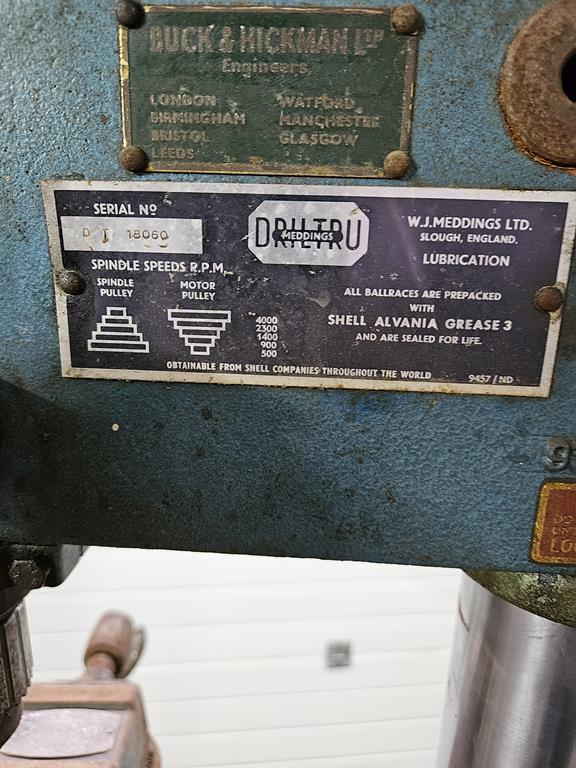 BUCK & HICKMAN LTD
Engineers,
LONDON WATFORD
BIRMINGHAM MANCHESTER
BRISTOL GLASGOW
LEEDS
SERIAL Nº
D T 18060
DRILTRU
MEDDINGS
W.J.MEDDINGS LTD.
SLOUGH, ENGLAND.
LUBRICATION
SPINDLE SPEEDS R.P.M.
SPINDLE PULLEY
MOTOR PULLEY
4000
2300
1400
900
500
ALL BALLRACES ARE PREPACKED
WITH
SHELL ALVANIA GREASE 3
AND ARE SEALED FOR LIFE.
OBTAINABLE FROM SHELL COMPANIES THROUGHOUT THE WORLD
9457/ND
9
DO